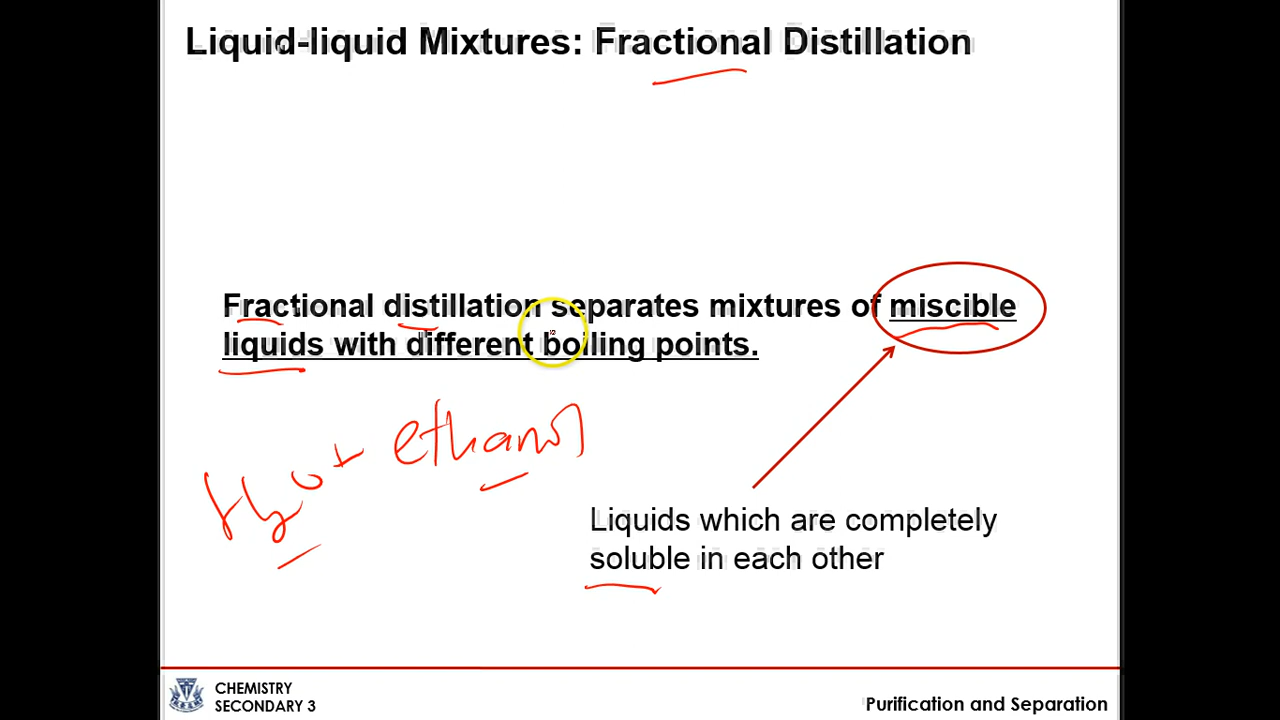 Liquid-liquid Mixtures: Fractional Distillation
Fractional distillation separates mixtures of miscible
liquids with different boiling points.
H₂O + ethanol
Liquids which are completely
soluble in each other
CHEMISTRY
SECONDARY 3
Purification and Separation